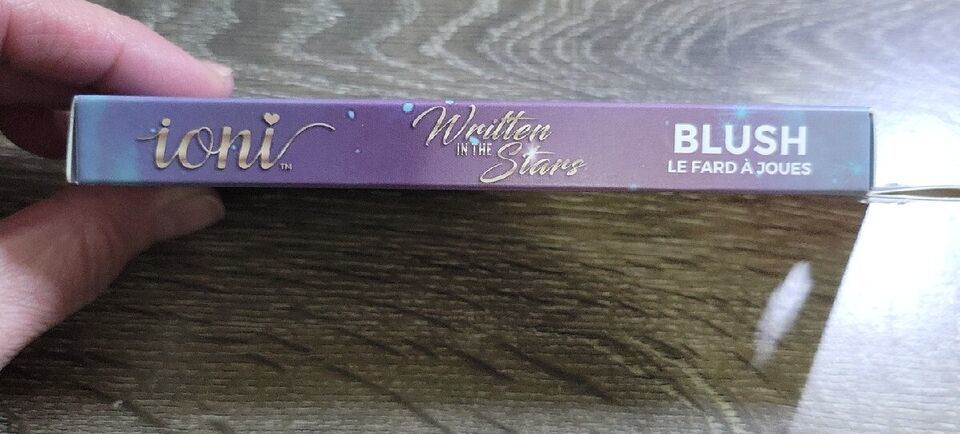 ioni™
Written
IN THE
Stars
BLUSH
LE FARD À JOUES